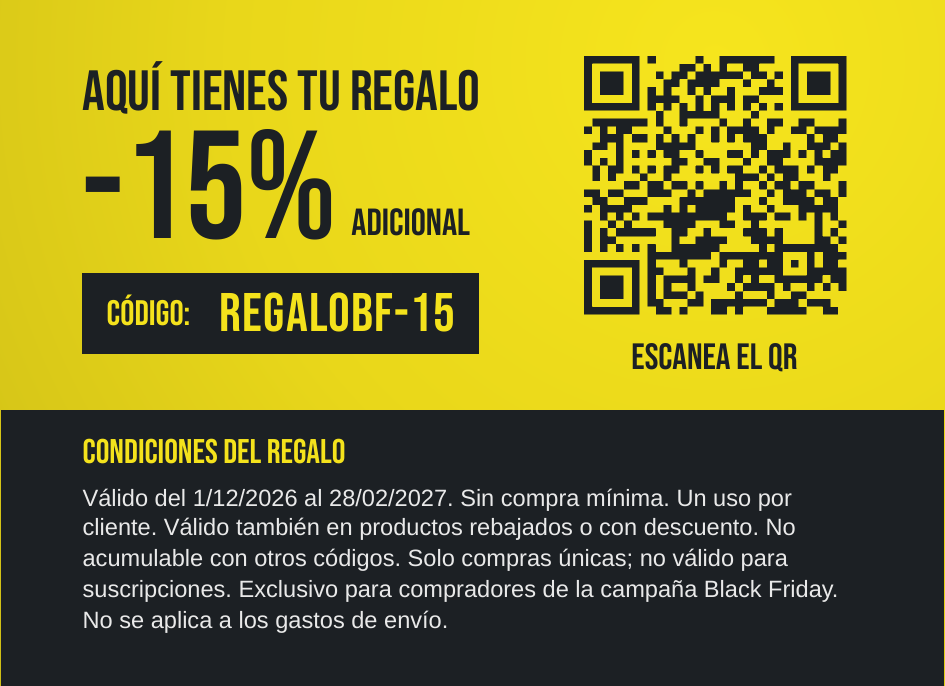 AQUÍ TIENES TU REGALO
-15% ADICIONAL
CÓDIGO: REGALOBF-15
ESCANEA EL QR
CONDICIONES DEL REGALO
Válido del 1/12/2026 al 28/02/2027. Sin compra mínima. Un uso por
cliente. Válido también en productos rebajados o con descuento. No
acumulable con otros códigos. Solo compras únicas; no válido para
suscripciones. Exclusivo para compradores de la campaña Black Friday.
No se aplica a los gastos de envío.